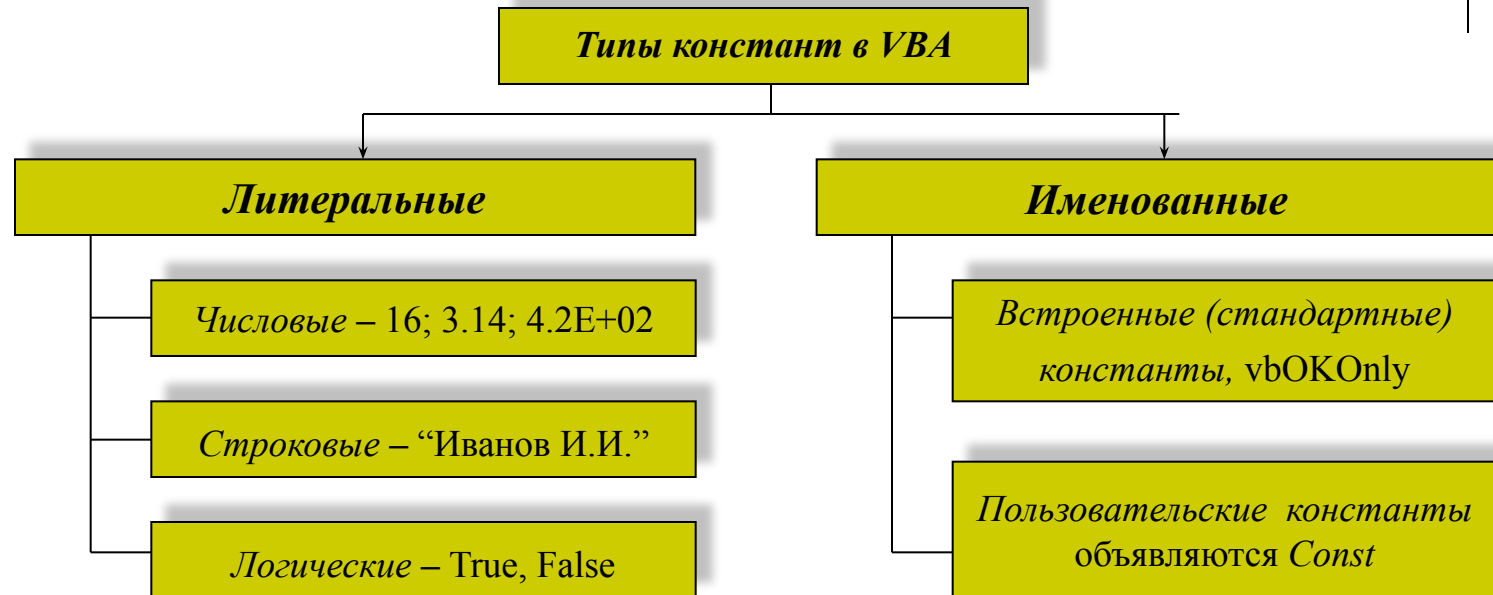 Типы констант в VBA
Литеральные
Числовые – 16; 3.14; 4.2E+02
Строковые – “Иванов И.И.”
Логические – True, False
Именованные
Встроенные (стандартные)
константы, vbOKOnly
Пользовательские константы
объявляются Const